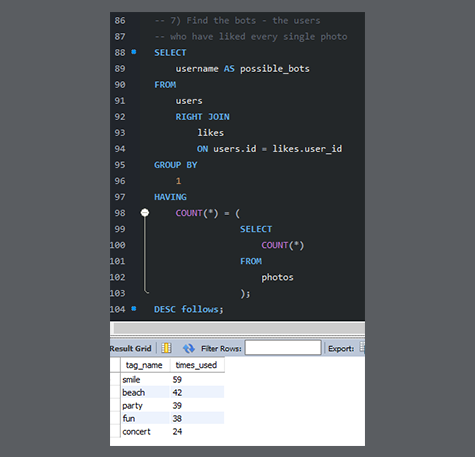 86 -- 7) Find the bots - the users
87 -- who have liked every single photo
88 SELECT
89 username AS possible_bots
90 FROM
91 users
92 RIGHT JOIN
93 likes
94 ON users.id = likes.user_id
95 GROUP BY
96 1
97 HAVING
98 COUNT(*) = (
99 SELECT
100 COUNT(*)
101 FROM
102 photos
103 );
104 DESC follows;
Result Grid Filter Rows: Export:
tag_name times_used
smile 59
beach 42
party 39
fun 38
concert 24